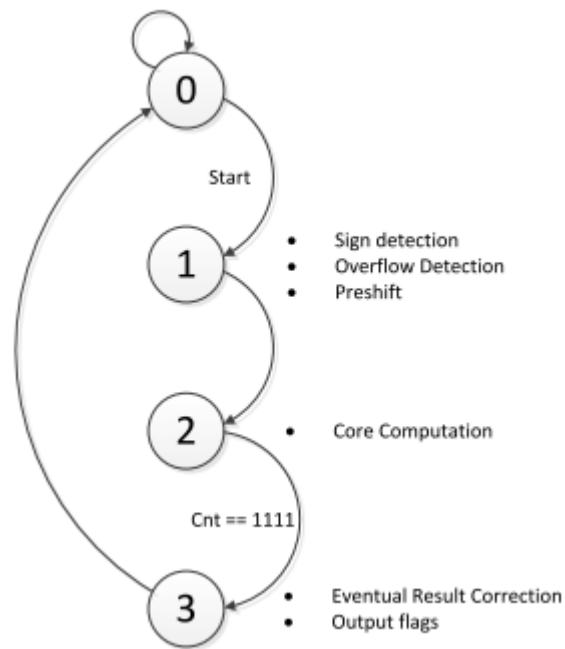 0
Start
1
• Sign detection
• Overflow Detection
• Preshift
2
• Core Computation
Cnt == 1111
3
• Eventual Result Correction
• Output flags